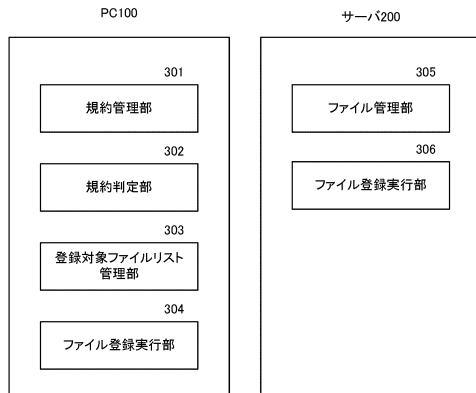 PC100
301
規約管理部
302
規約判定部
303
登録対象ファイルリスト
管理部
304
ファイル登録実行部
サーバ200
305
ファイル管理部
306
ファイル登録実行部